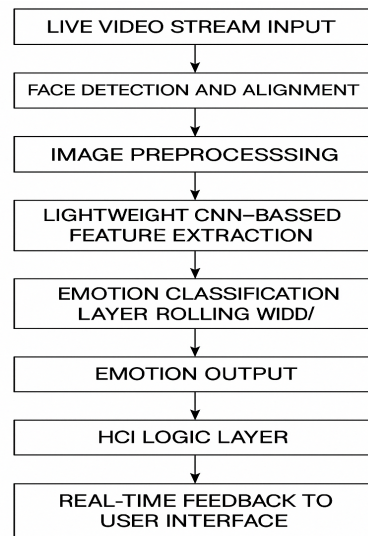 LIVE VIDEO STREAM INPUT
FACE DETECTION AND ALIGNMENT
IMAGE PREPROCESSSING
LIGHTWEIGHT CNN–BASSED
FEATURE EXTRACTION
EMOTION CLASSIFICATION
LAYER ROLLING WIDD/
EMOTION OUTPUT
HCI LOGIC LAYER
REAL-TIME FEEDBACK TO
USER INTERFACE